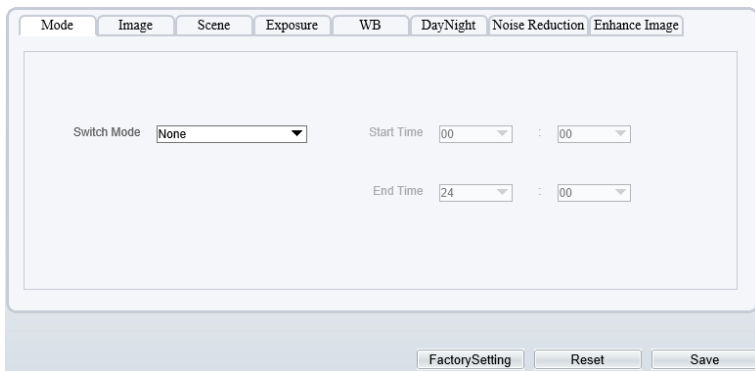 Mode Image Scene Exposure WB DayNight Noise Reduction Enhance Image
Switch Mode None Start Time 00 : 00
End Time 24 : 00
FactorySetting Reset Save